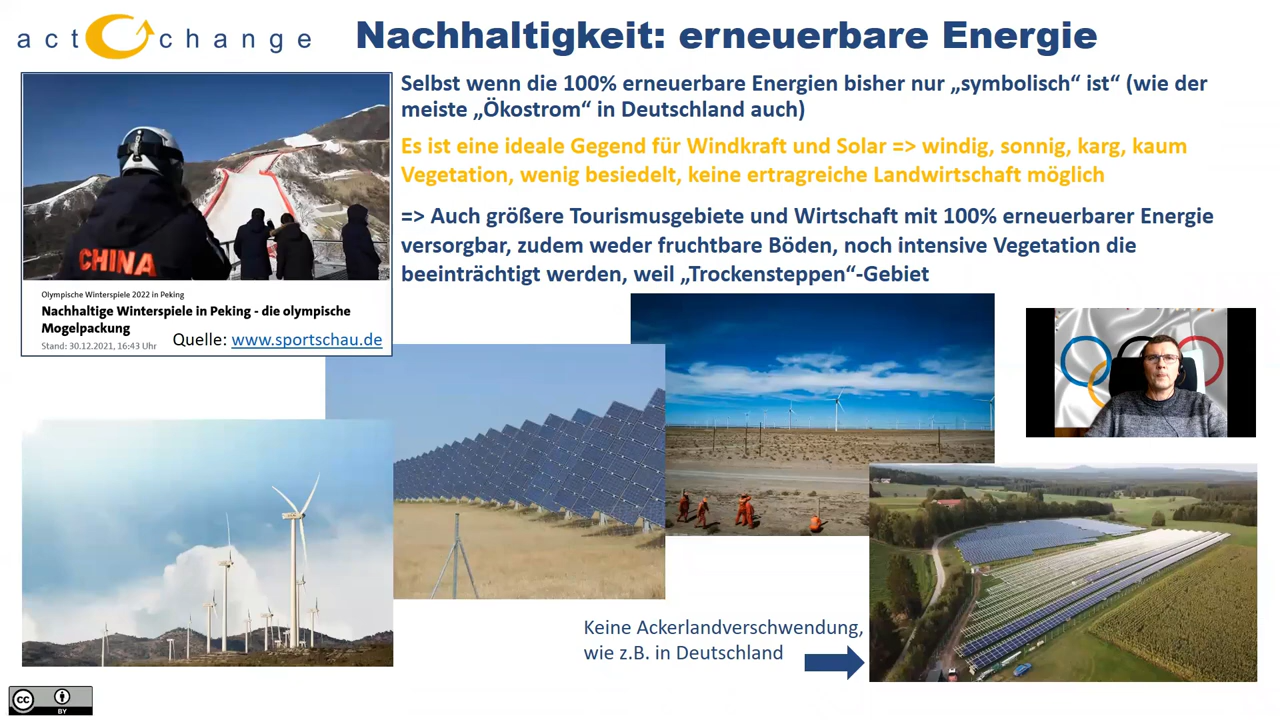 act change
Nachhaltigkeit: erneuerbare Energie
Selbst wenn die 100% erneuerbare Energien bisher nur „symbolisch“ ist“ (wie der
meiste „Ökostrom“ in Deutschland auch)
Es ist eine ideale Gegend für Windkraft und Solar => windig, sonnig, karg, kaum
Vegetation, wenig besiedelt, keine ertragreiche Landwirtschaft möglich
=> Auch größere Tourismusgebiete und Wirtschaft mit 100% erneuerbarer Energie
versorgbar, zudem weder fruchtbare Böden, noch intensive Vegetation die
beeinträchtigt werden, weil „Trockensteppen“-Gebiet
CHINA
Olympische Winterspiele 2022 in Peking
Nachhaltige Winterspiele in Peking - die olympische
Mogelpackung
Stand: 30.12.2021, 16:43 Uhr
Quelle: www.sportschau.de
Keine Ackerlandverschwendung,
wie z.B. in Deutschland
cc
BY